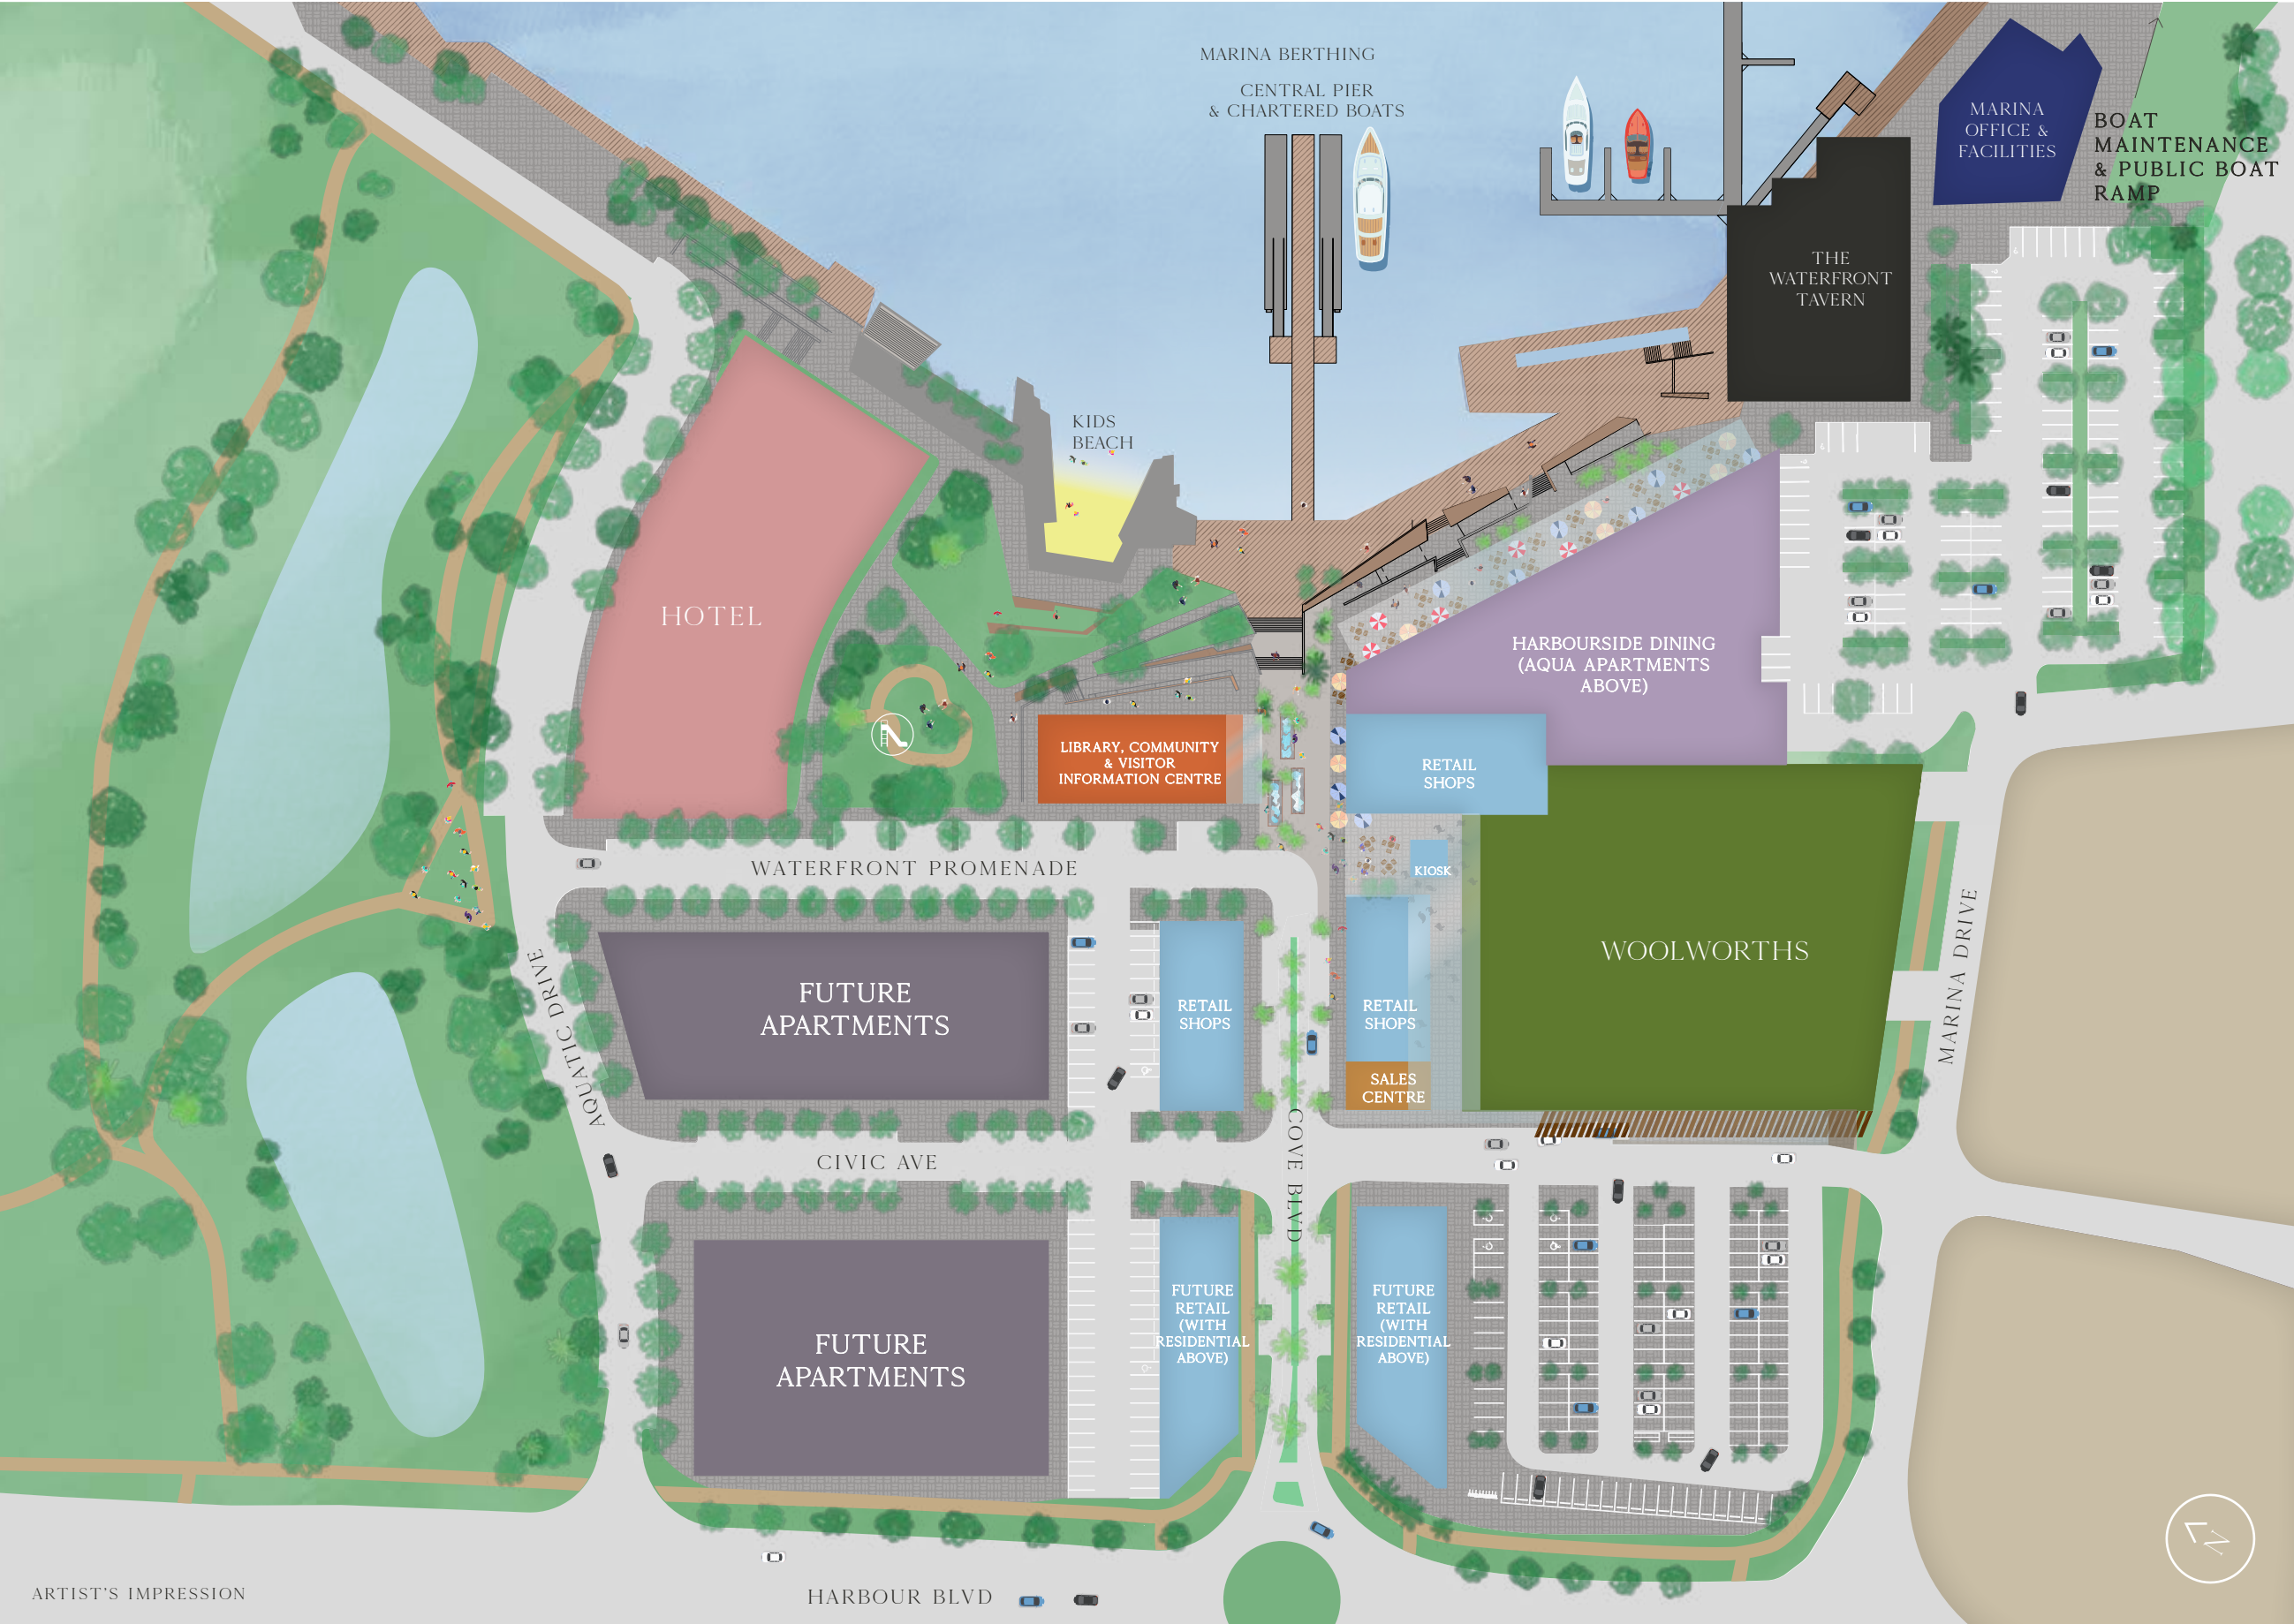 MARINA BERTHING
CENTRAL PIER
& CHARTERED BOATS
MARINA
OFFICE &
FACILITIES
BOAT
MAINTENANCE
& PUBLIC BOAT
RAMP
THE
WATERFRONT
TAVERN
KIDS
BEACH
HOTEL
HARBOURSIDE DINING
(AQUA APARTMENTS
ABOVE)
LIBRARY, COMMUNITY
& VISITOR
INFORMATION CENTRE
RETAIL
SHOPS
WATERFRONT PROMENADE
KIOSK
WOOLWORTHS
MARINA DRIVE
AQUATIC DRIVE
FUTURE
APARTMENTS
RETAIL
SHOPS
RETAIL
SHOPS
SALES
CENTRE
CIVIC AVE
COVE BLVD
FUTURE
APARTMENTS
FUTURE
RETAIL
(WITH
RESIDENTIAL
ABOVE)
FUTURE
RETAIL
(WITH
RESIDENTIAL
ABOVE)
N
ARTIST'S IMPRESSION
HARBOUR BLVD